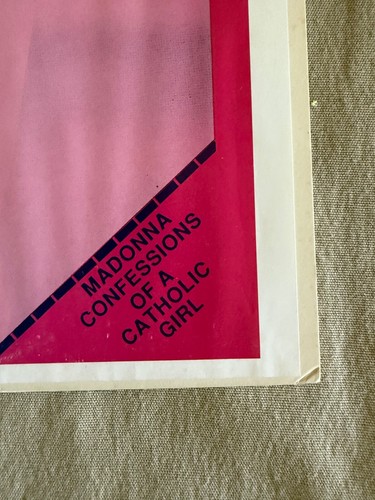 MADONNA
CONFESSIONS
OF A
CATHOLIC
GIRL